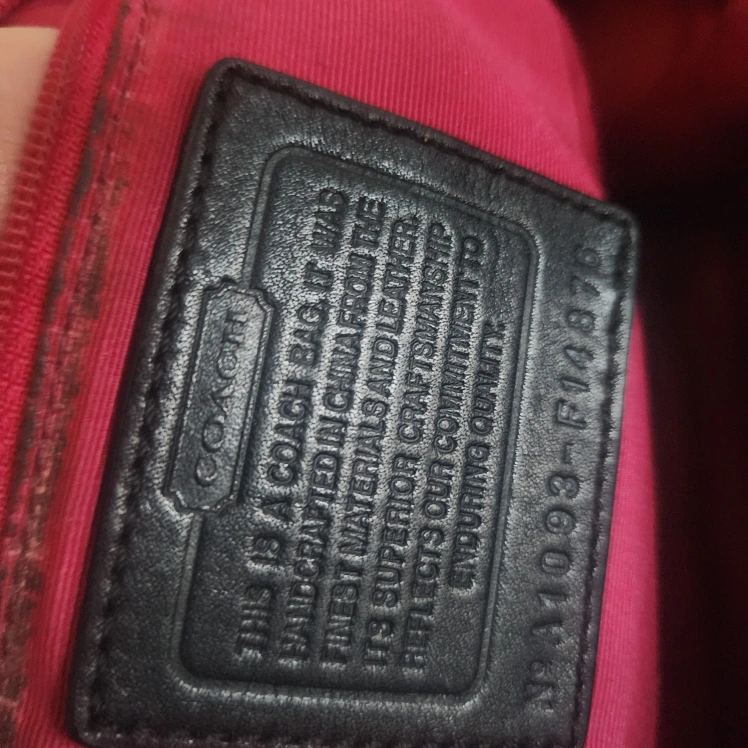 COACH
THIS IS A COACH BAG. IT WAS
HANDCRAFTED IN CHINA FROM THE
FINEST MATERIALS AND LEATHER.
ITS SUPERIOR CRAFTSMANSHIP
REFLECTS OUR COMMITMENT TO
ENDURING QUALITY.
Nº A1093-F14876